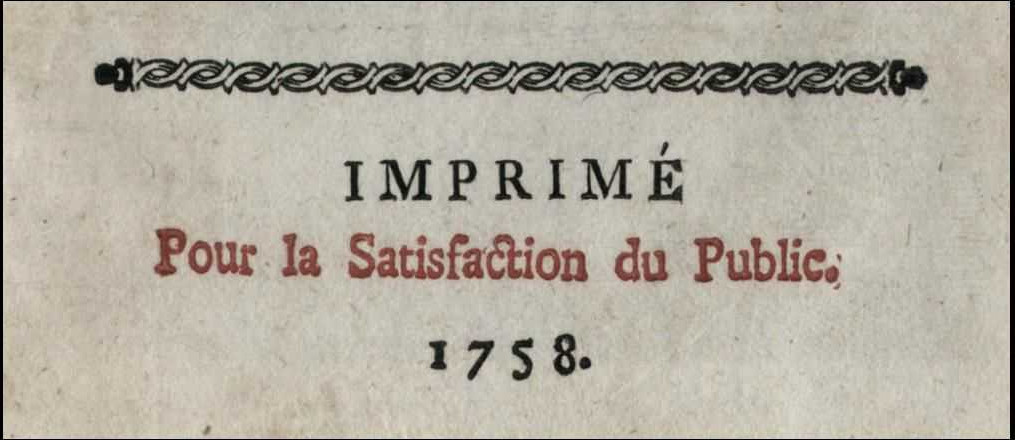 IMPRIMÉ
Pour la Satisfaction du Public.
1758.